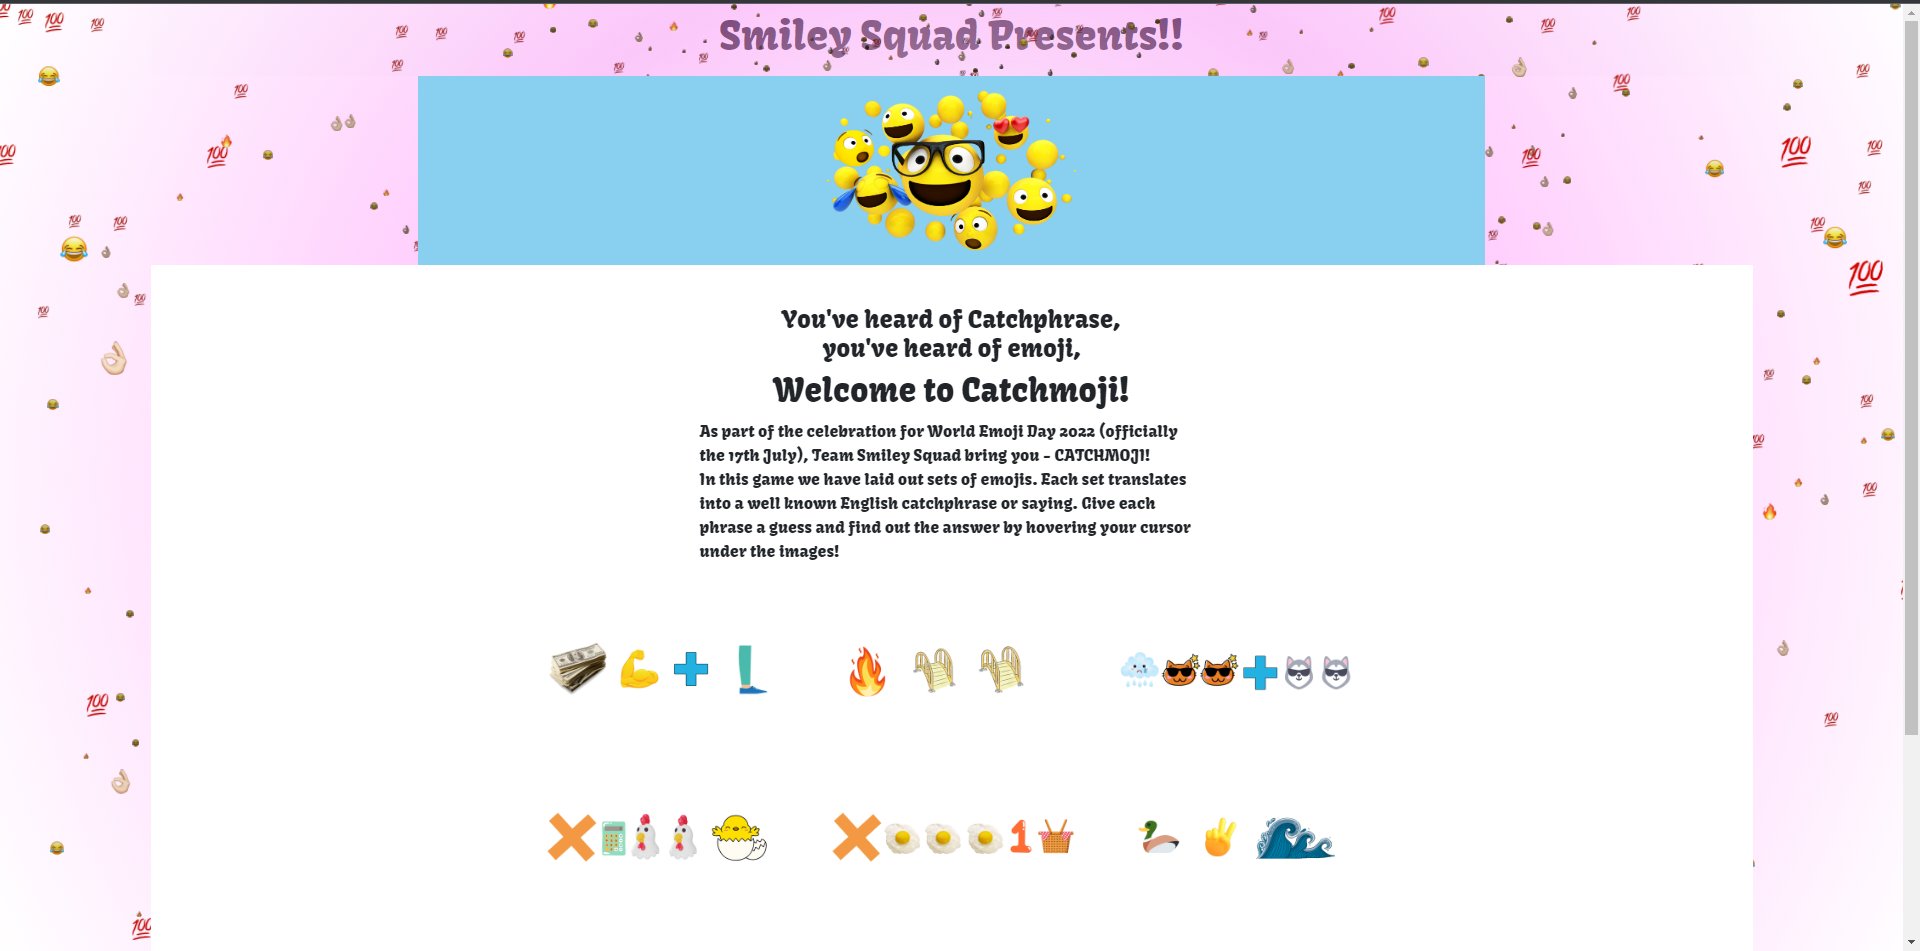 Smiley Squad Presents!!
You've heard of Catchphrase,
you've heard of emoji,
Welcome to Catchmoji!
As part of the celebration for World Emoji Day 2022 (officially
the 17th July), Team Smiley Squad bring you - CATCHMOJI!
In this game we have laid out sets of emojis. Each set translates
into a well known English catchphrase or saying. Give each
phrase a guess and find out the answer by hovering your cursor
under the images!